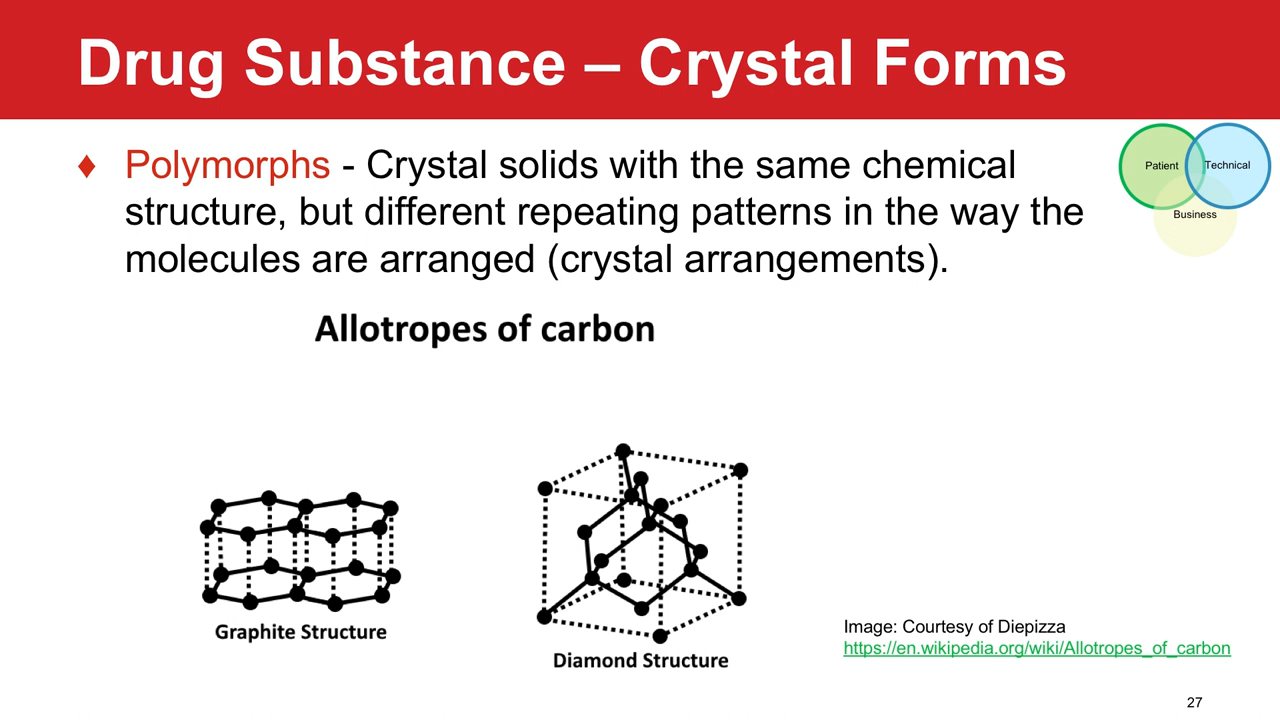 Drug Substance – Crystal Forms
♦ Polymorphs - Crystal solids with the same chemical
structure, but different repeating patterns in the way the
molecules are arranged (crystal arrangements).
Patient
Technical
Business
Allotropes of carbon
Graphite Structure
Diamond Structure
Image: Courtesy of Diepizza
https://en.wikipedia.org/wiki/Allotropes_of_carbon
27